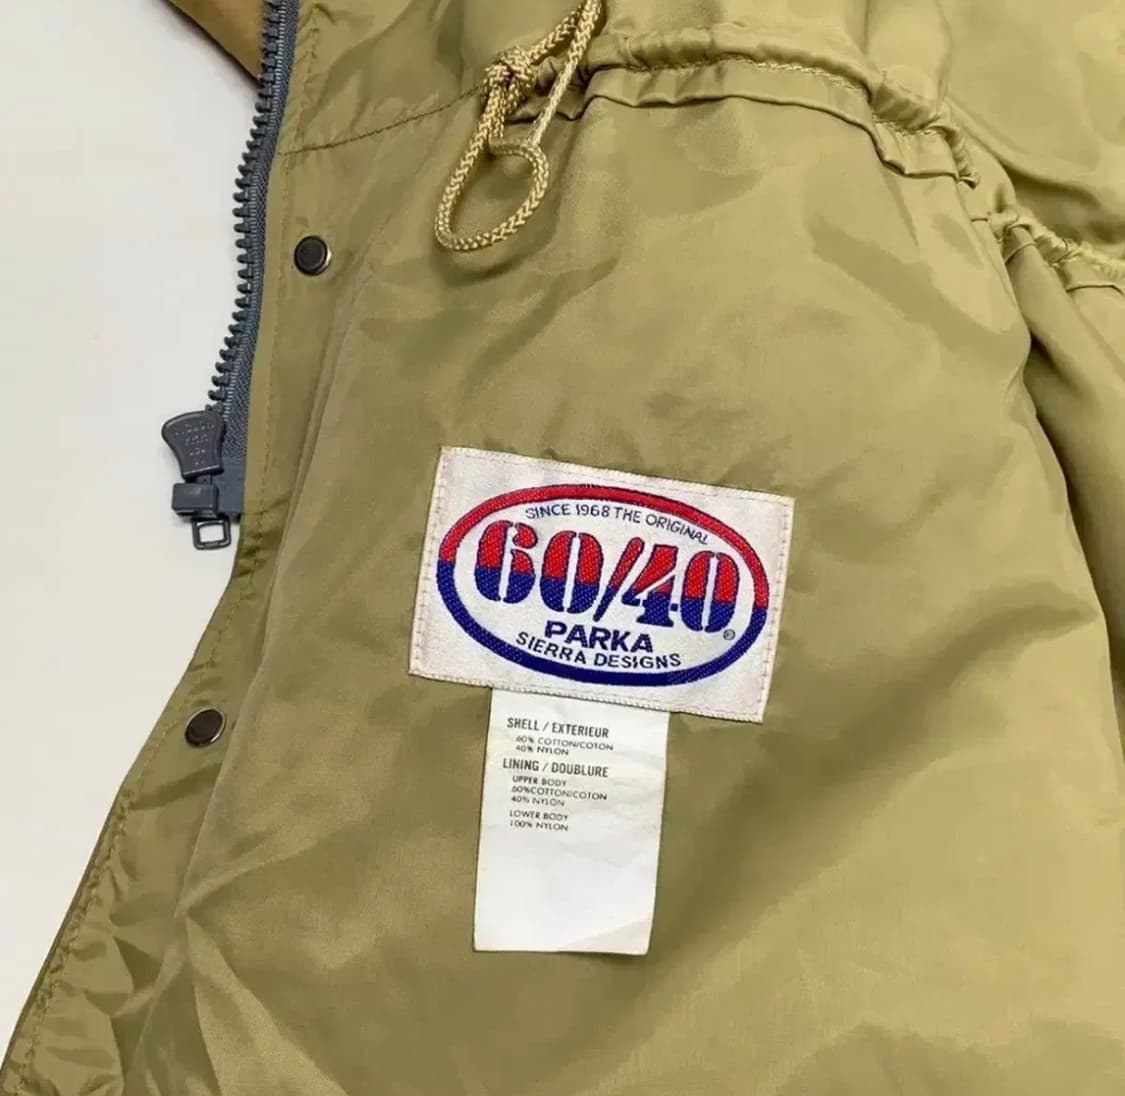 SINCE 1968 THE ORIGINAL
60/40®
PARKA
SIERRA DESIGNS
SHELL / EXTERIEUR
60% COTTON/COTON
40% NYLON
LINING / DOUBLURE
UPPER BODY
60%COTTON/COTON
40% NYLON
LOWER BODY
100% NYLON